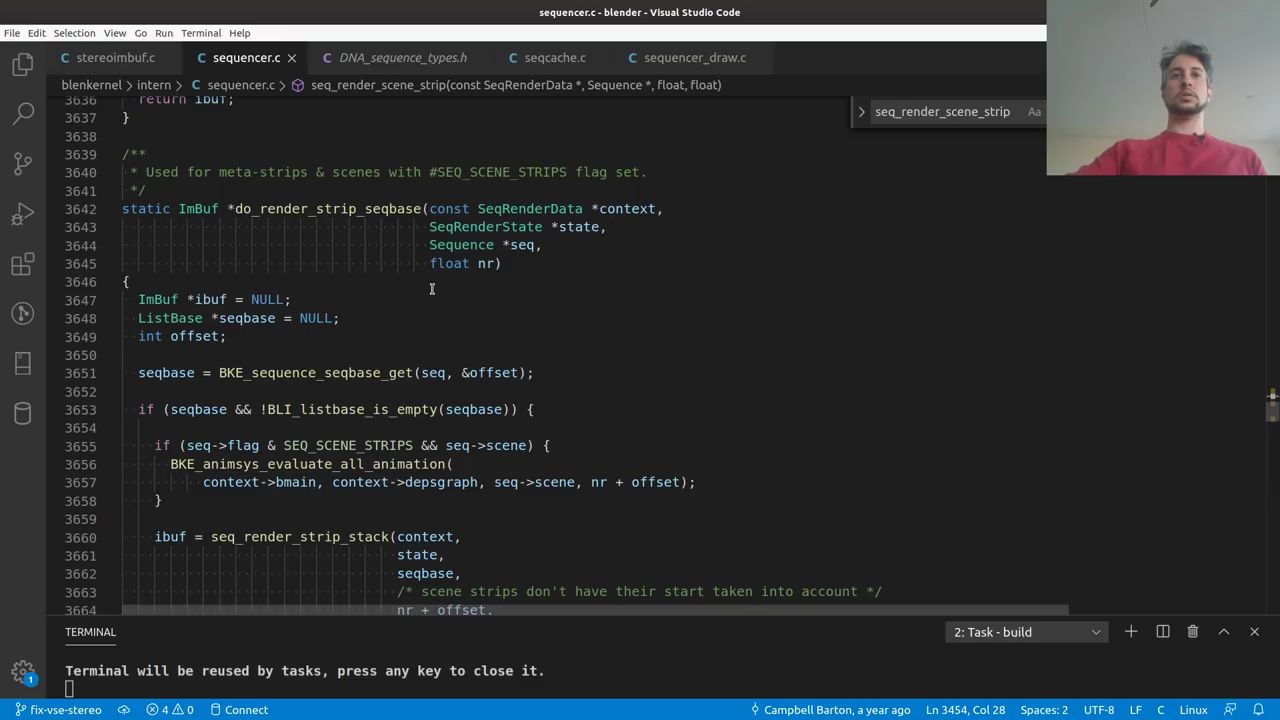 sequencer.c - blender - Visual Studio Code
File Edit Selection View Go Run Terminal Help
stereoimbuf.c sequencer.c DNA_sequence_types.h seqcache.c sequencer_draw.c
blenkernel > intern > sequencer.c > seq_render_scene_strip(const SeqRenderData *, Sequence *, float, float)
seq_render_scene_strip Aa
3636 return ibuf;
3637 }
3638
3639 /**
3640 * Used for meta-strips & scenes with #SEQ_SCENE_STRIPS flag set.
3641 */
3642 static ImBuf *do_render_strip_seqbase(const SeqRenderData *context,
3643 SeqRenderState *state,
3644 Sequence *seq,
3645 float nr)
3646 {
3647 ImBuf *ibuf = NULL;
3648 ListBase *seqbase = NULL;
3649 int offset;
3650
3651 seqbase = BKE_sequence_seqbase_get(seq, &offset);
3652
3653 if (seqbase && !BLI_listbase_is_empty(seqbase)) {
3654
3655 if (seq->flag & SEQ_SCENE_STRIPS && seq->scene) {
3656 BKE_animsys_evaluate_all_animation(
3657 context->bmain, context->depsgraph, seq->scene, nr + offset);
3658 }
3659
3660 ibuf = seq_render_strip_stack(context,
3661 state,
3662 seqbase,
3663 /* scene strips don't have their start taken into account */
3664 nr + offset,
TERMINAL 2: Task - build
Terminal will be reused by tasks, press any key to close it.
1 fix-vse-stereo 4 0 Connect Campbell Barton, a year ago Ln 3454, Col 28 Spaces: 2 UTF-8 LF C Linux